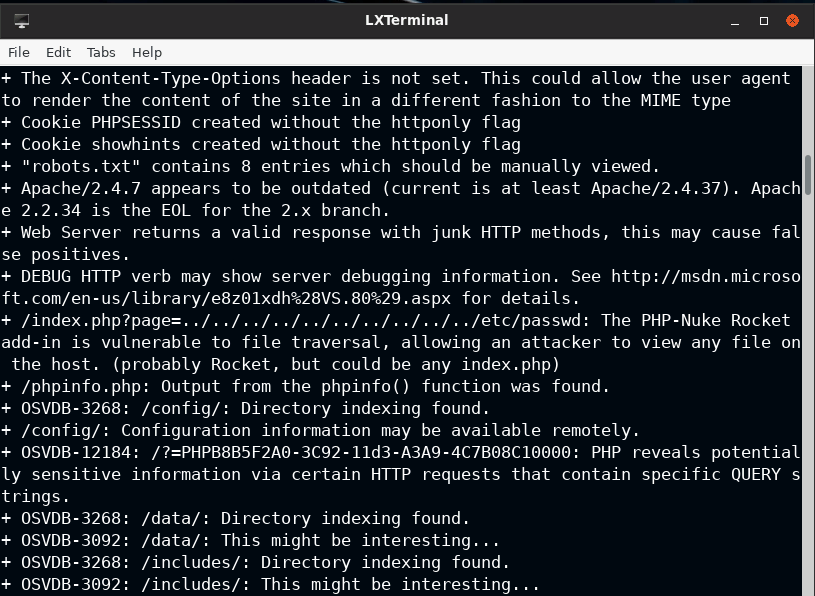 LXTerminal
File Edit Tabs Help
+ The X-Content-Type-Options header is not set. This could allow the user agent
to render the content of the site in a different fashion to the MIME type
+ Cookie PHPSESSID created without the httponly flag
+ Cookie showhints created without the httponly flag
+ "robots.txt" contains 8 entries which should be manually viewed.
+ Apache/2.4.7 appears to be outdated (current is at least Apache/2.4.37). Apach
e 2.2.34 is the EOL for the 2.x branch.
+ Web Server returns a valid response with junk HTTP methods, this may cause fal
se positives.
+ DEBUG HTTP verb may show server debugging information. See http://msdn.microso
ft.com/en-us/library/e8z01xdh%28VS.80%29.aspx for details.
+ /index.php?page=../../../../../../../../../../etc/passwd: The PHP-Nuke Rocket
add-in is vulnerable to file traversal, allowing an attacker to view any file on
the host. (probably Rocket, but could be any index.php)
+ /phpinfo.php: Output from the phpinfo() function was found.
+ OSVDB-3268: /config/: Directory indexing found.
+ /config/: Configuration information may be available remotely.
+ OSVDB-12184: /?=PHPB8B5F2A0-3C92-11d3-A3A9-4C7B08C10000: PHP reveals potential
ly sensitive information via certain HTTP requests that contain specific QUERY s
trings.
+ OSVDB-3268: /data/: Directory indexing found.
+ OSVDB-3092: /data/: This might be interesting...
+ OSVDB-3268: /includes/: Directory indexing found.
+ OSVDB-3092: /includes/: This might be interesting...